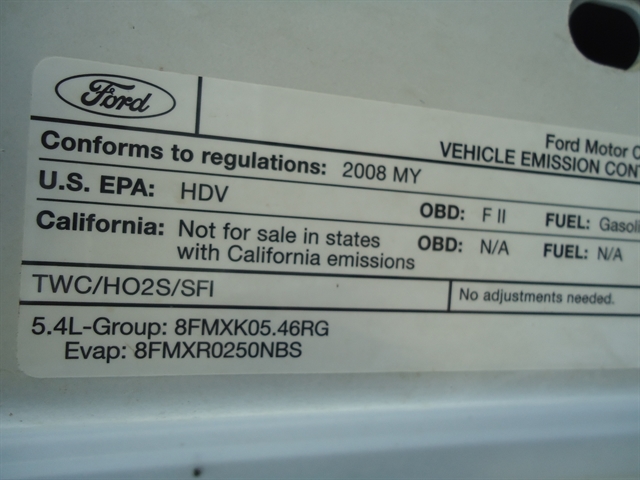 Ford
Ford Motor C
VEHICLE EMISSION CONT
Conforms to regulations: 2008 MY
U.S. EPA: HDV OBD: F II FUEL: Gasoli
California: Not for sale in states with California emissions OBD: N/A FUEL: N/A
TWC/HO2S/SFI No adjustments needed.
5.4L-Group: 8FMXK05.46RG
Evap: 8FMXR0250NBS